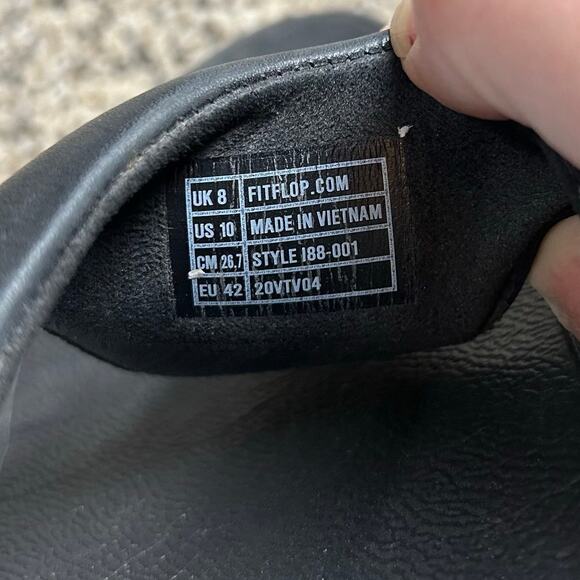 UK 8 FITFLOP.COM
US 10 MADE IN VIETNAM
CM 26,7 STYLE I88-001
EU 42 20VTV04